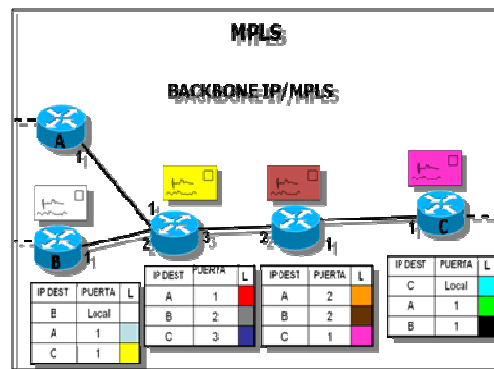 MPLS
BACKBONE IP/MPLS
A
1
B
1
1
2
3
2
1
1
C
IP DEST PUERTA L
B Local
A 1
C 1
IP DEST PUERTA L
A 1
B 2
C 3
IP DEST PUERTA L
A 2
B 2
C 1
IP DEST PUERTA L
C Local
A 1
B 1